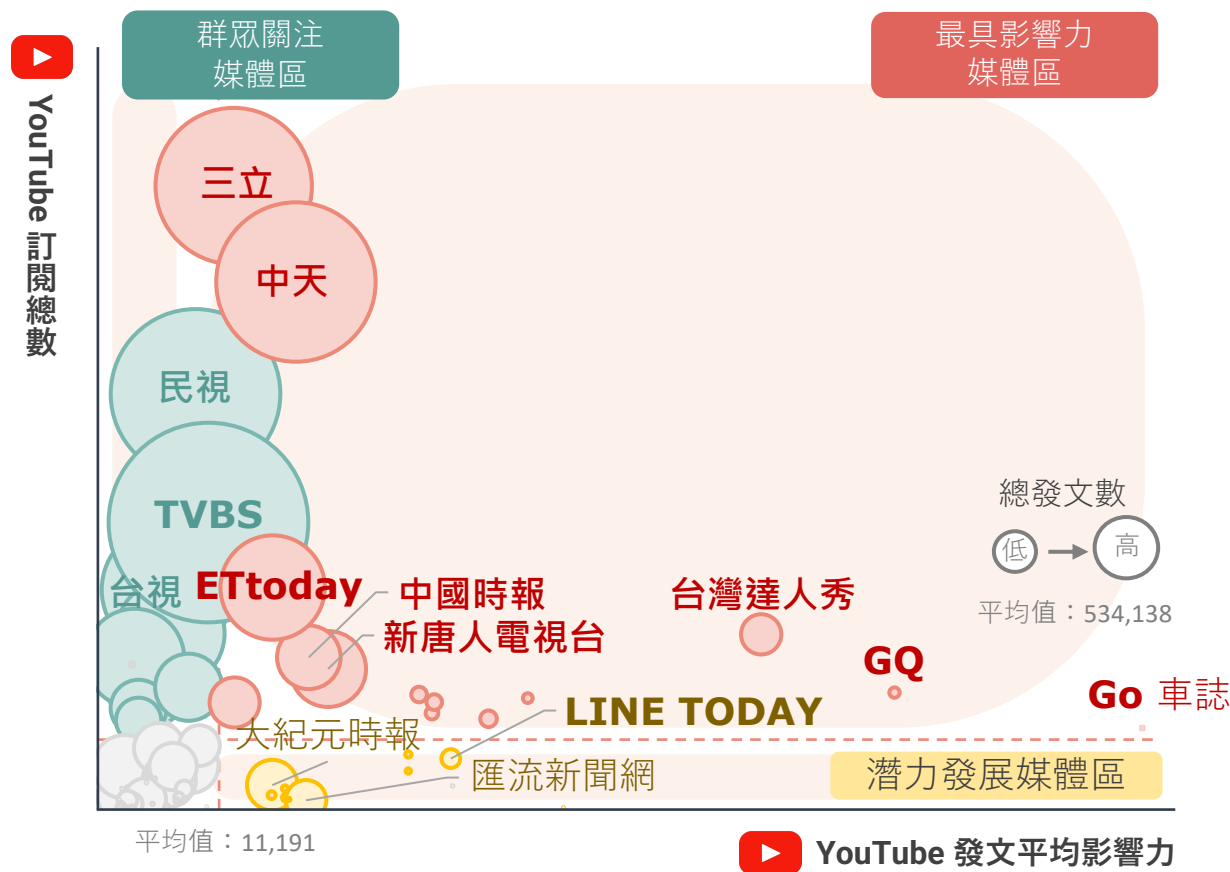 群眾關注
媒體區
最具影響力
媒體區
YouTube 訂閱總數
三立
中天
民視
TVBS
總發文數
低
高
平均值：534,138
台視
ETtoday
中國時報
新唐人電視台
台灣達人秀
GQ
Go 車誌
LINE TODAY
大紀元時報
匯流新聞網
潛力發展媒體區
平均值：11,191
YouTube 發文平均影響力